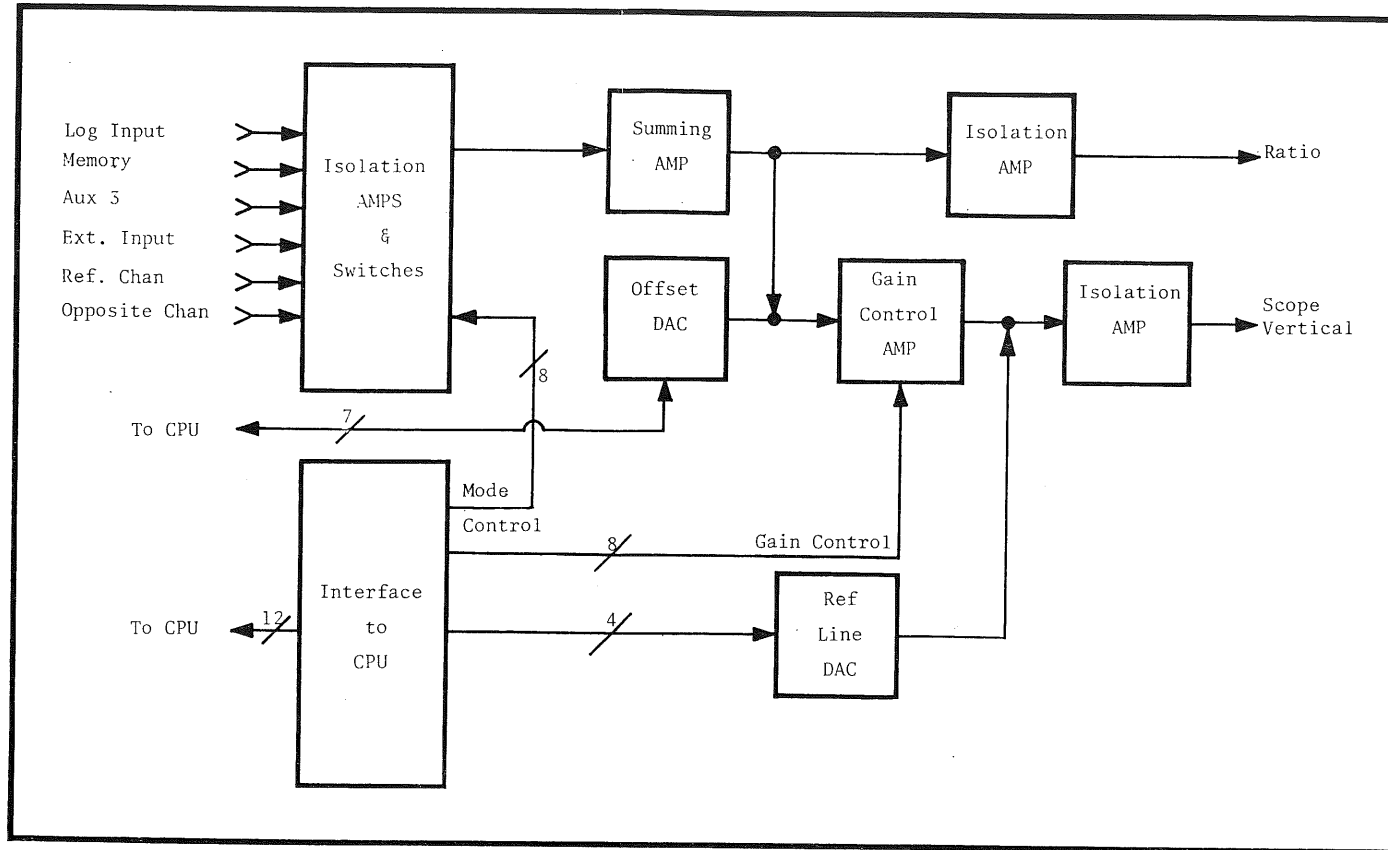 Log Input
Memory
Aux 3
Ext. Input
Ref. Chan
Opposite Chan
Isolation
AMPS
&
Switches
Summing
AMP
Isolation
AMP
Ratio
Offset
DAC
Gain
Control
AMP
Isolation
AMP
Scope
Vertical
8
To CPU
7
Mode
Control
8
Gain Control
Interface
to
CPU
To CPU
12
4
Ref
Line
DAC